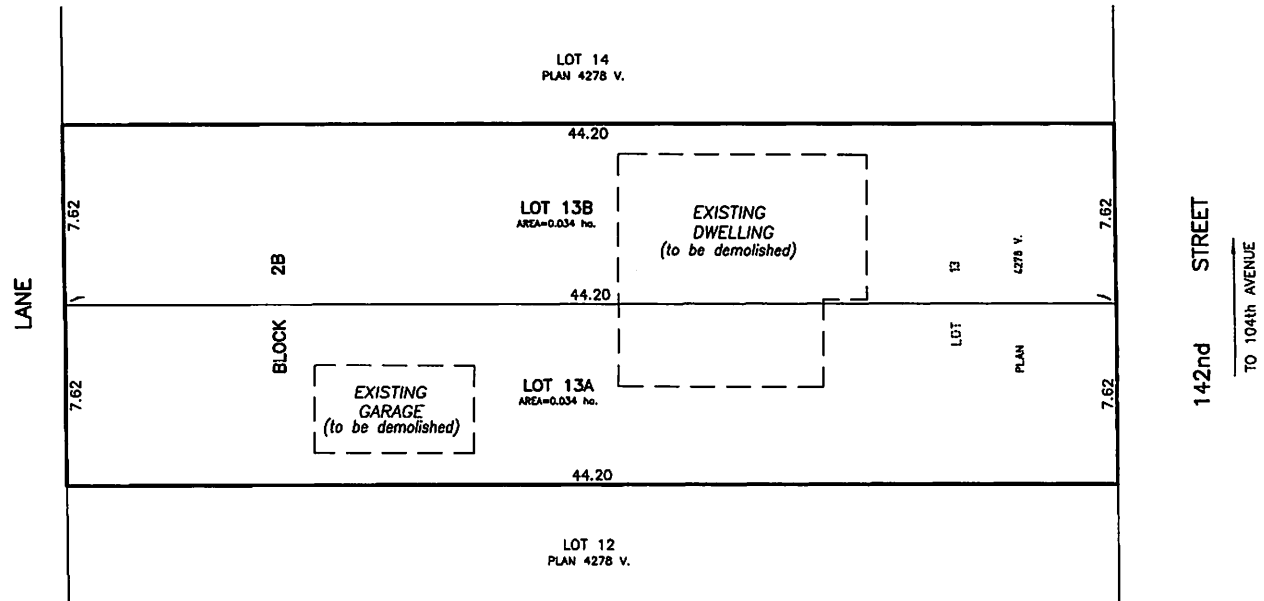 LOT 14
PLAN 4278 V.
44.20
7.62
LOT 13B
AREA=0.034 ha.
EXISTING
DWELLING
(to be demolished)
7.62
LANE
BLOCK 2B
44.20
LOT 13
PLAN 4278 V.
142nd STREET
TO 104th AVENUE
7.62
EXISTING
GARAGE
(to be demolished)
LOT 13A
AREA=0.034 ha.
7.62
44.20
LOT 12
PLAN 4278 V.